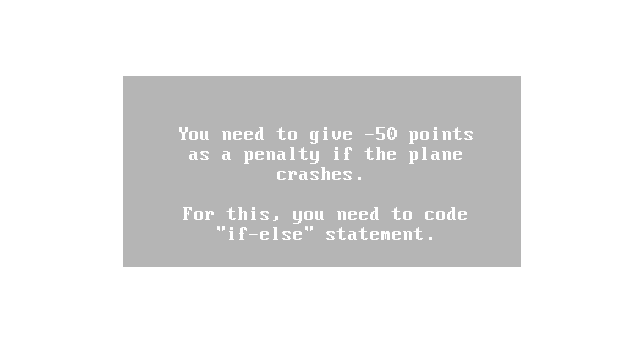 You need to give -50 points
as a penalty if the plane
crashes.
For this, you need to code
"if-else" statement.